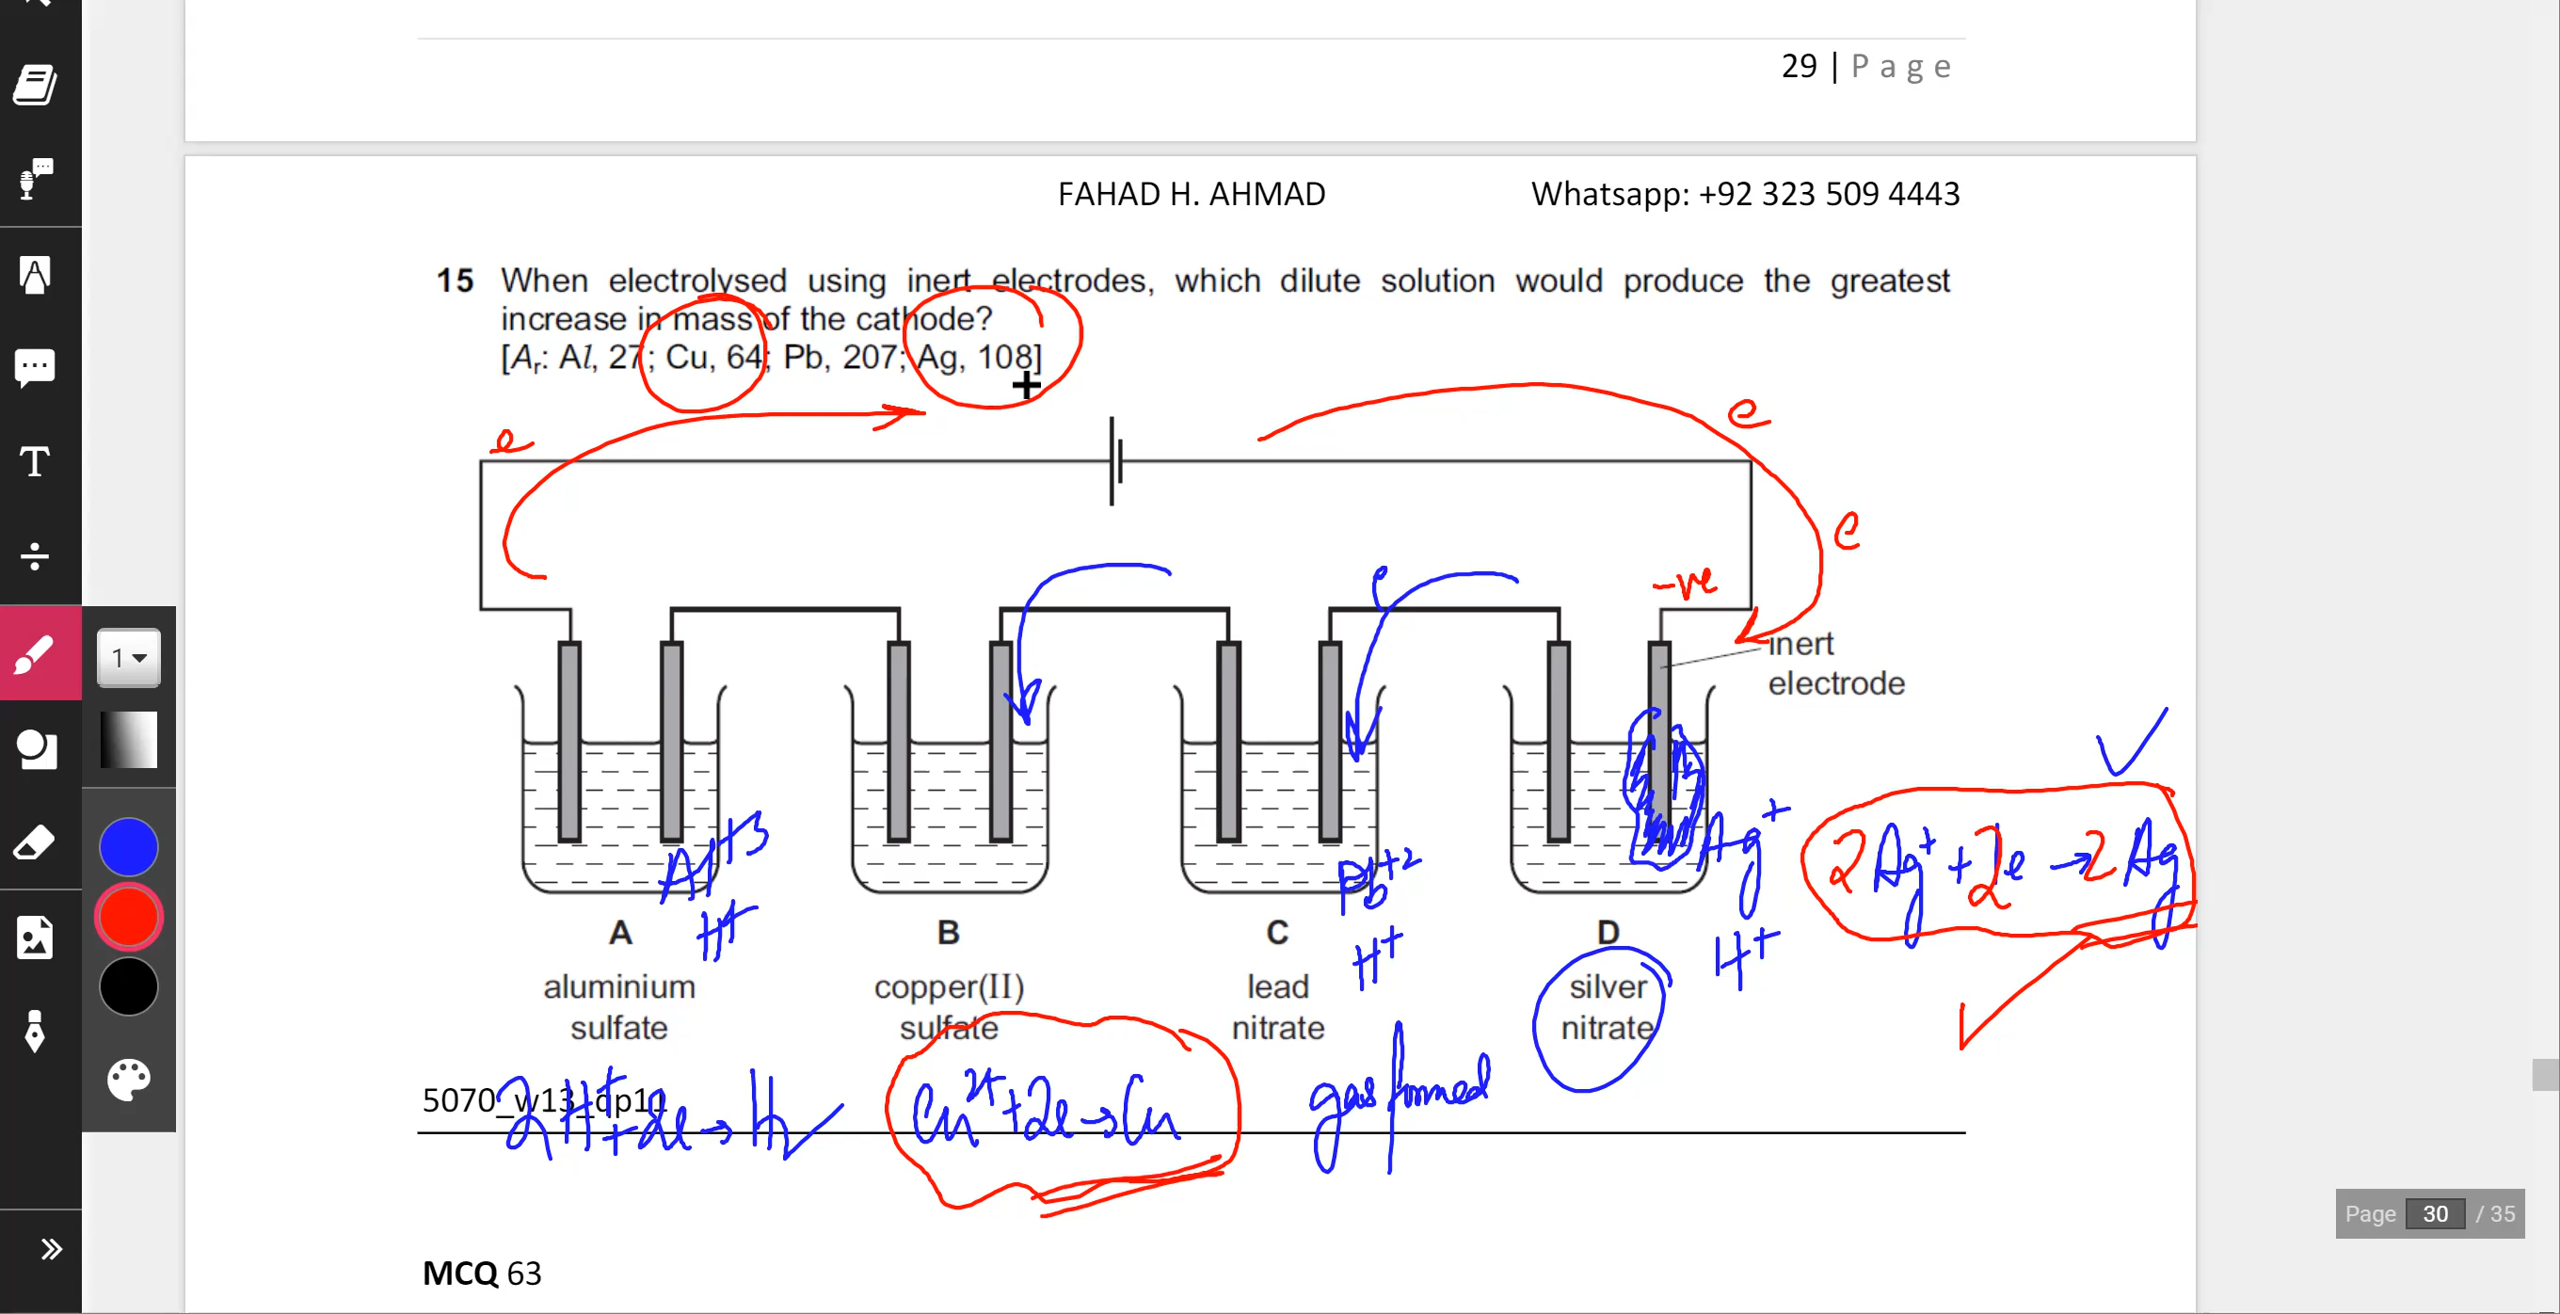 29 | Page
FAHAD H. AHMAD Whatsapp: +92 323 509 4443
15 When electrolysed using inert electrodes, which dilute solution would produce the greatest
increase in mass of the cathode?
[Ar: Al, 27; Cu, 64; Pb, 207; Ag, 108]
e
e
e
e
-ve
inert
electrode
Al+3
H+
Pb+2
H+
Ag+
H+
2Ag+ + 2e → 2Ag
A B C D
aluminium
sulfate
copper(II)
sulfate
lead
nitrate
silver
nitrate
5070_w13_qp11
2H+ + 2e → H2
Cu2+ + 2e → Cu
gas formed
MCQ 63
1
T
Page 30 / 35